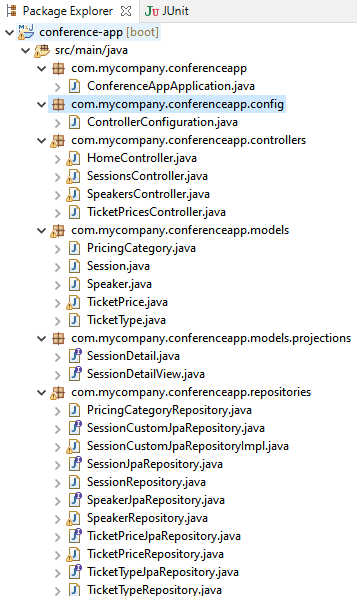 Package Explorer JUnit
conference-app [boot]
src/main/java
com.mycompany.conferenceapp
ConferenceAppApplication.java
com.mycompany.conferenceapp.config
ControllerConfiguration.java
com.mycompany.conferenceapp.controllers
HomeController.java
SessionsController.java
SpeakersController.java
TicketPricesController.java
com.mycompany.conferenceapp.models
PricingCategory.java
Session.java
Speaker.java
TicketPrice.java
TicketType.java
com.mycompany.conferenceapp.models.projections
SessionDetail.java
SessionDetailView.java
com.mycompany.conferenceapp.repositories
PricingCategoryRepository.java
SessionCustomJpaRepository.java
SessionCustomJpaRepositoryImpl.java
SessionJpaRepository.java
SessionRepository.java
SpeakerJpaRepository.java
SpeakerRepository.java
TicketPriceJpaRepository.java
TicketPriceRepository.java
TicketTypeJpaRepository.java
TicketTypeRepository.java